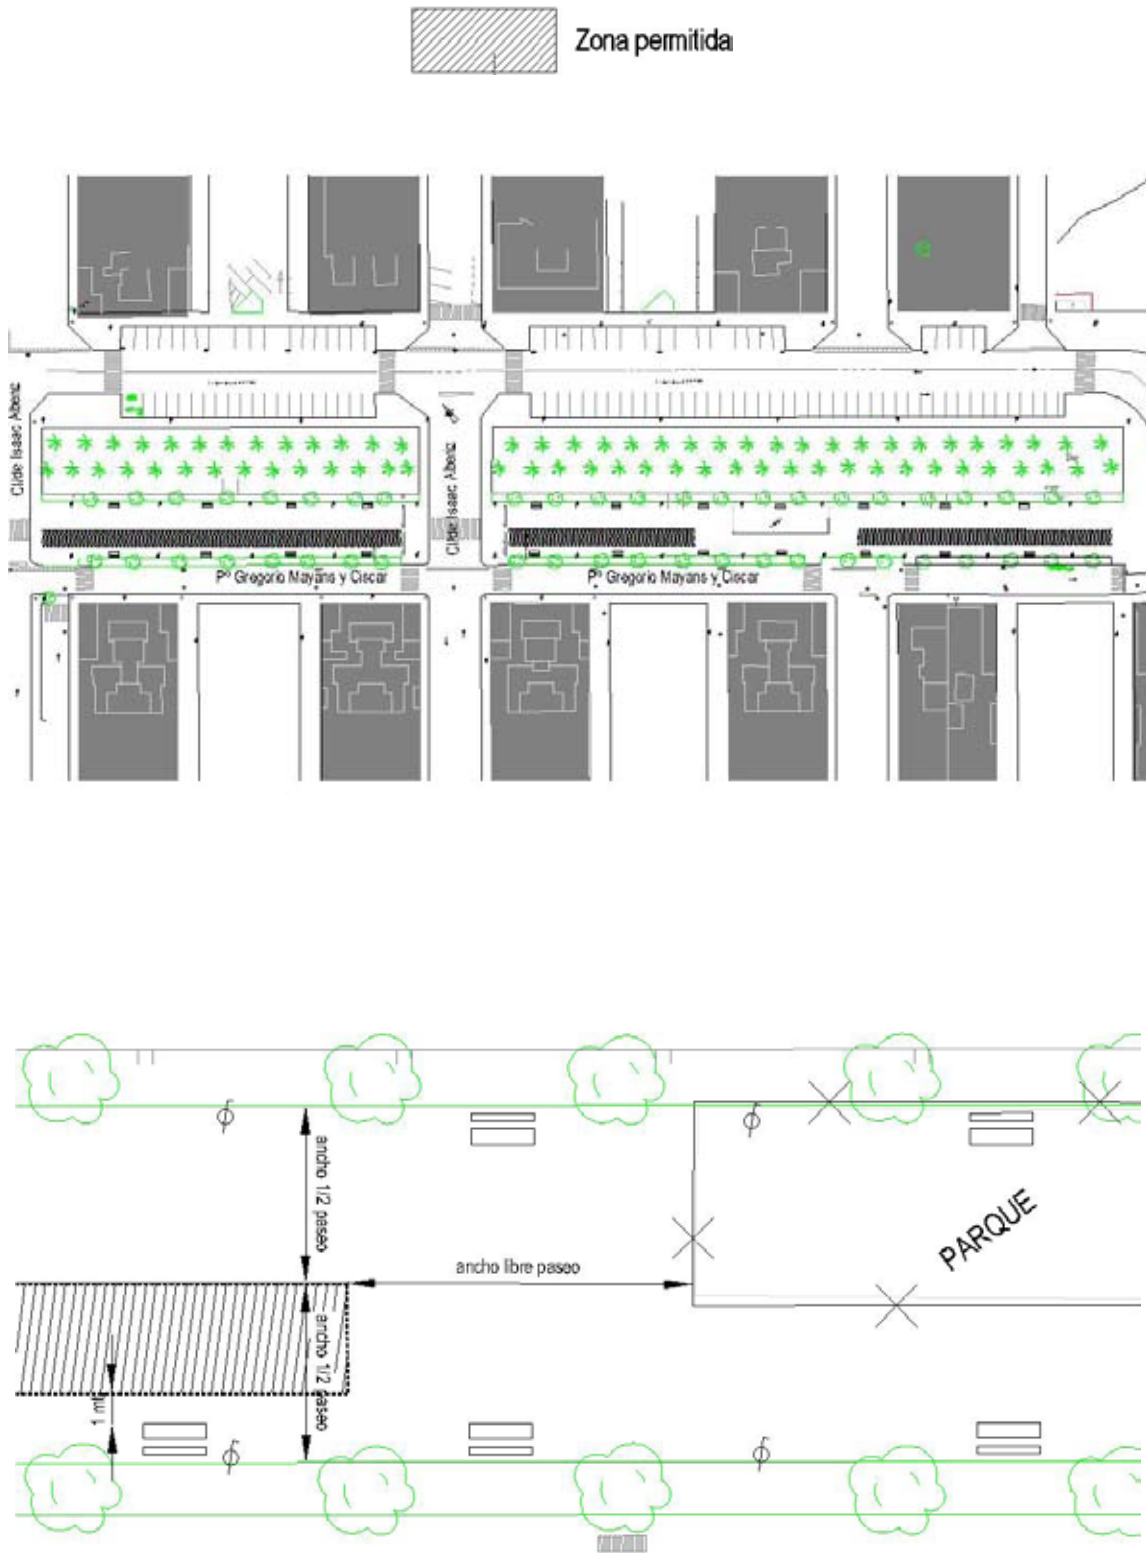 Zona permitida
C\l de Isaac Albeniz
C\l de Isaac Albeniz
Pº Gregorio Mayans y Ciscar
Pº Gregorio Mayans y Ciscar
ancho 1/2 paseo
ancho libre paseo
PARQUE
ancho 1/2 paseo
1 mtr